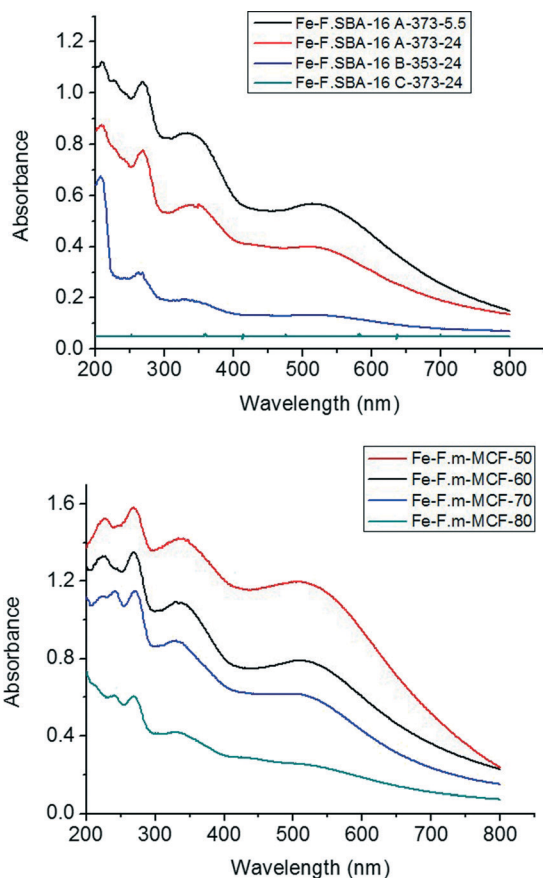 Fe-F.SBA-16 A-373-5.5
Fe-F.SBA-16 A-373-24
Fe-F.SBA-16 B-353-24
Fe-F.SBA-16 C-373-24
1.2
1.0
0.8
0.6
0.4
0.2
0.0
Absorbance
200 300 400 500 600 700 800
Wavelength (nm)
Fe-F.m-MCF-50
Fe-F.m-MCF-60
Fe-F.m-MCF-70
Fe-F.m-MCF-80
1.6
1.2
0.8
0.4
0.0
Absorbance
200 300 400 500 600 700 800
Wavelength (nm)